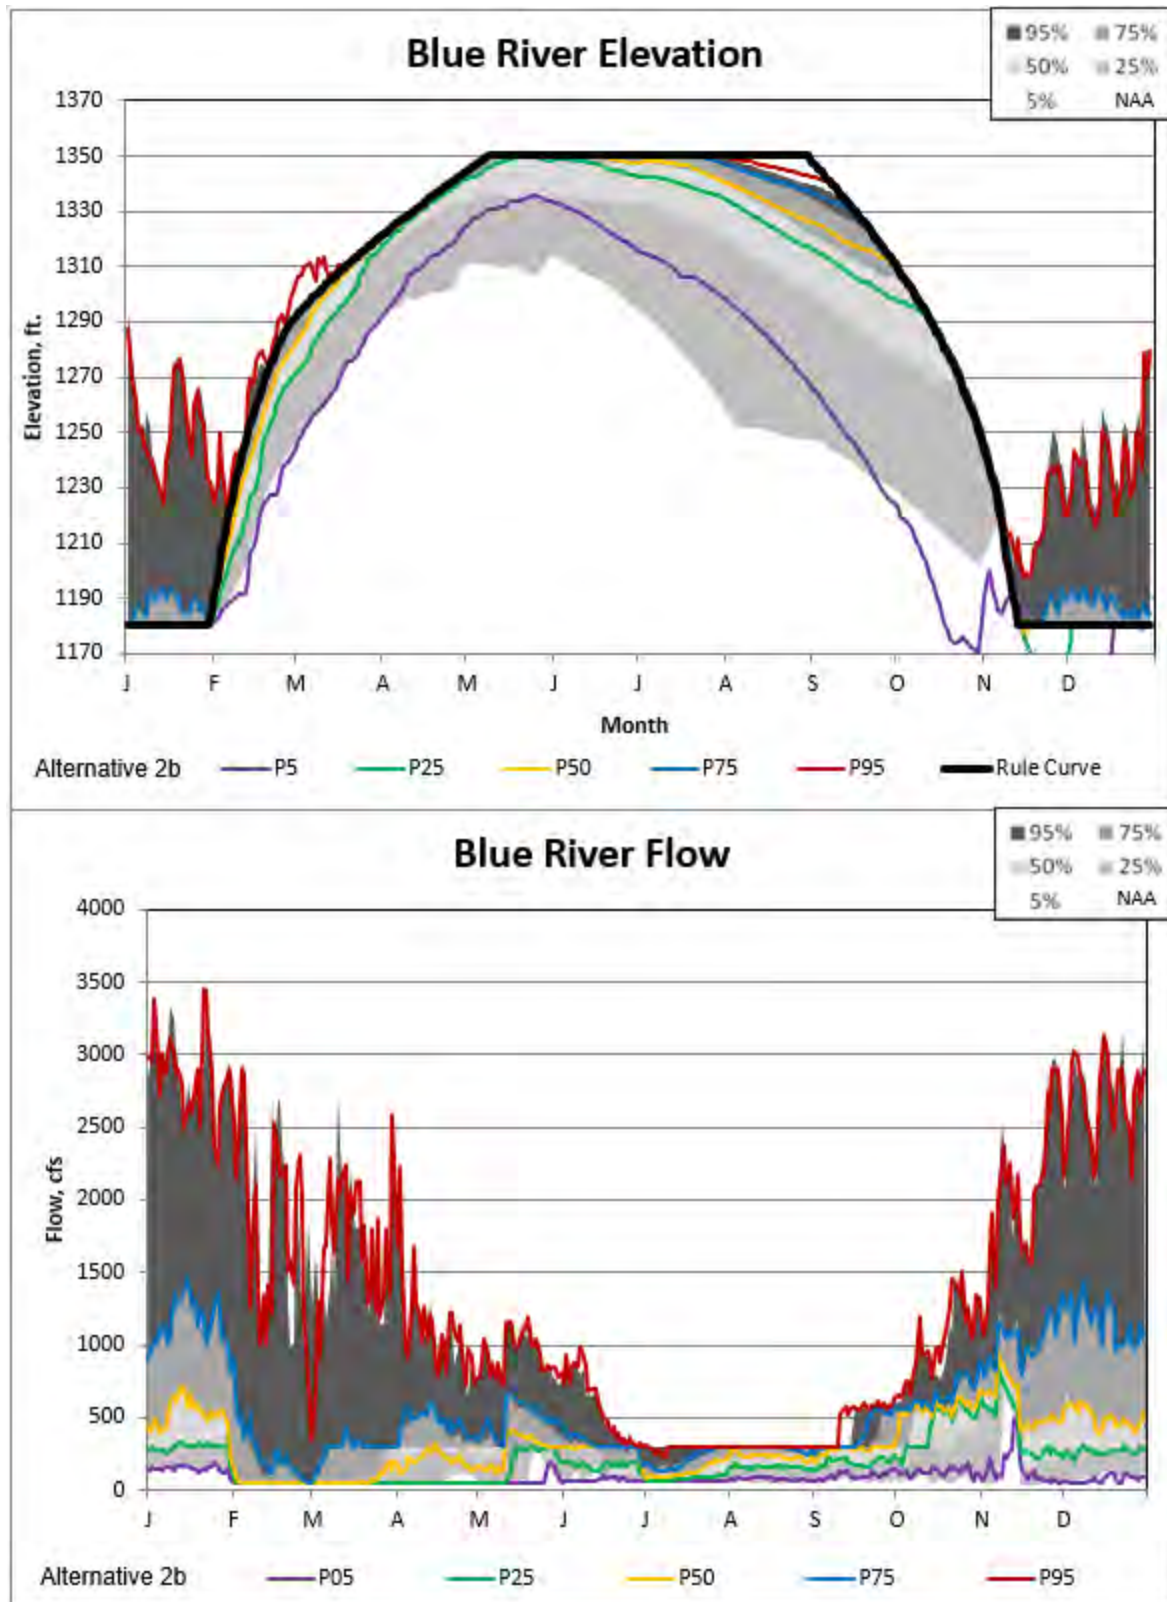 Blue River Elevation
95% 75%
50% 25%
5% NAA
1370
1350
1330
1310
1290
1270
1250
1230
1210
1190
1170
Elevation, ft.
J F M A M J J A S O N D
Month
Alternative 2b P5 P25 P50 P75 P95 Rule Curve
Blue River Flow
95% 75%
50% 25%
5% NAA
4000
3500
3000
2500
2000
1500
1000
500
0
Flow, cfs
J F M A M J J A S O N D
Alternative 2b P05 P25 P50 P75 P95